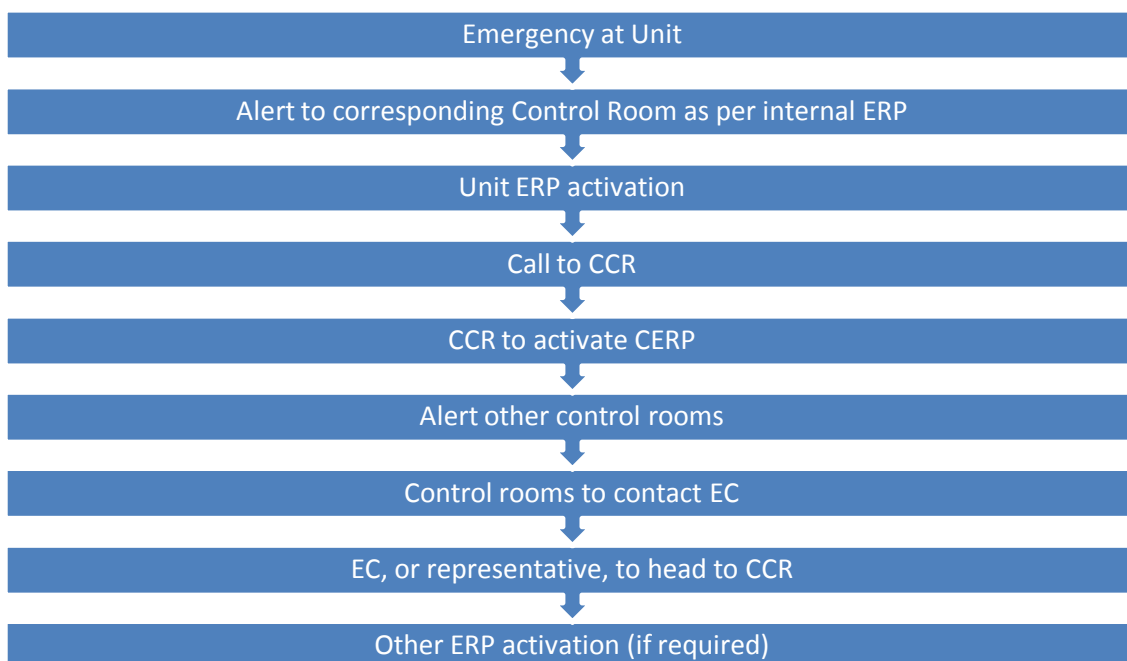 Emergency at Unit
Alert to corresponding Control Room as per internal ERP
Unit ERP activation
Call to CCR
CCR to activate CERP
Alert other control rooms
Control rooms to contact EC
EC, or representative, to head to CCR
Other ERP activation (if required)